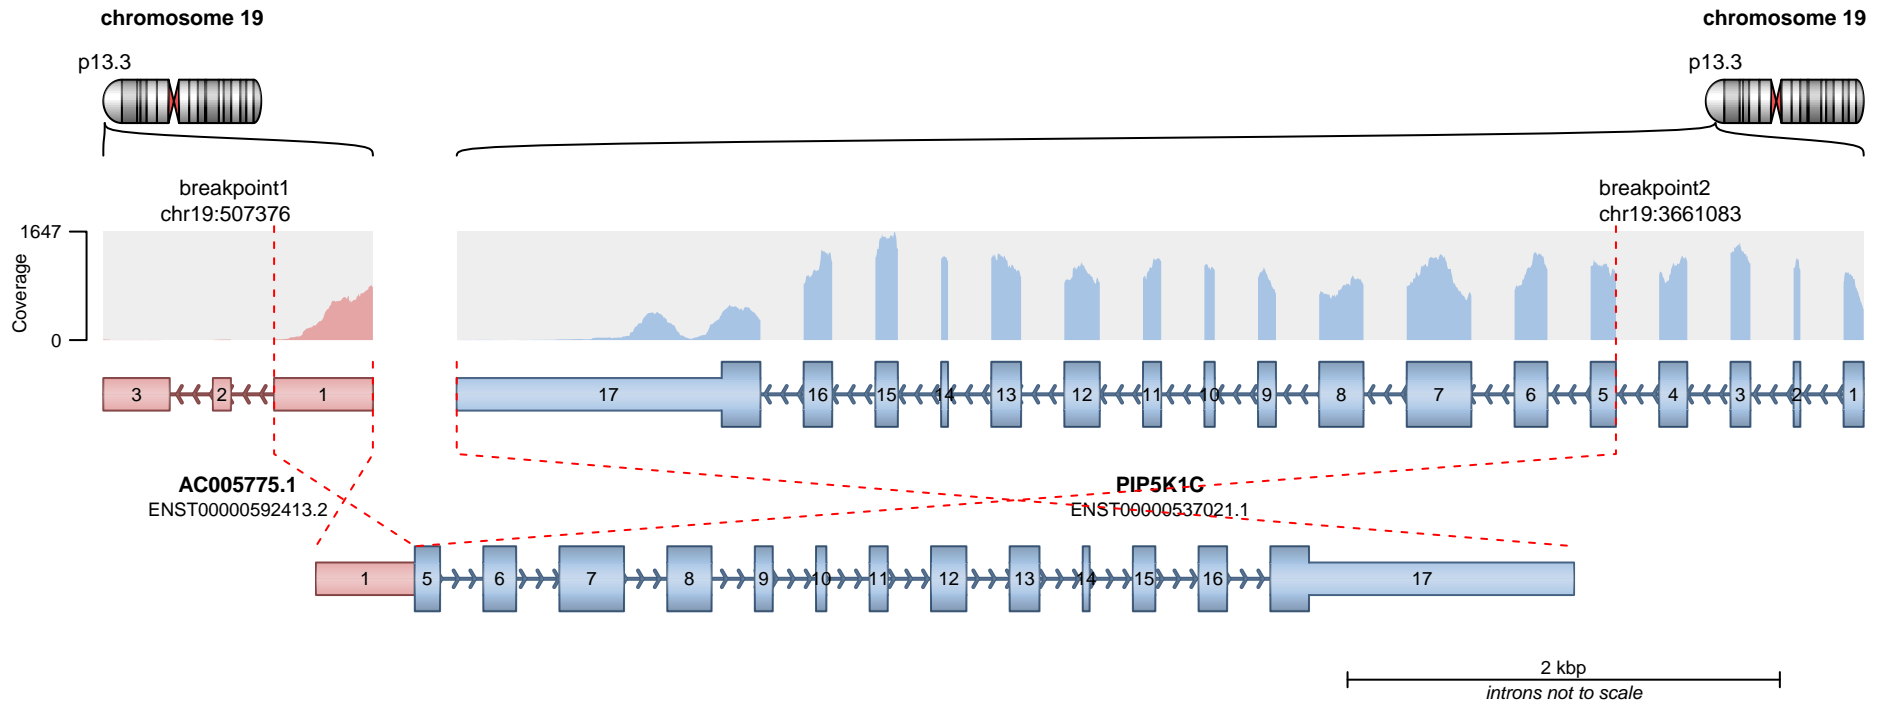 chromosome 19
chromosome 19
p13.3
p13.3
breakpoint1
chr19:507376
breakpoint2
chr19:3661083
1647
Coverage
0
3 2 1
17 16 15 14 13 12 11 10 9 8 7 6 5 4 3 2 1
AC005775.1
ENST00000592413.2
PIP5K1C
ENST00000537021.1
1 5 6 7 8 9 10 11 12 13 14 15 16 17
2 kbp
introns not to scale